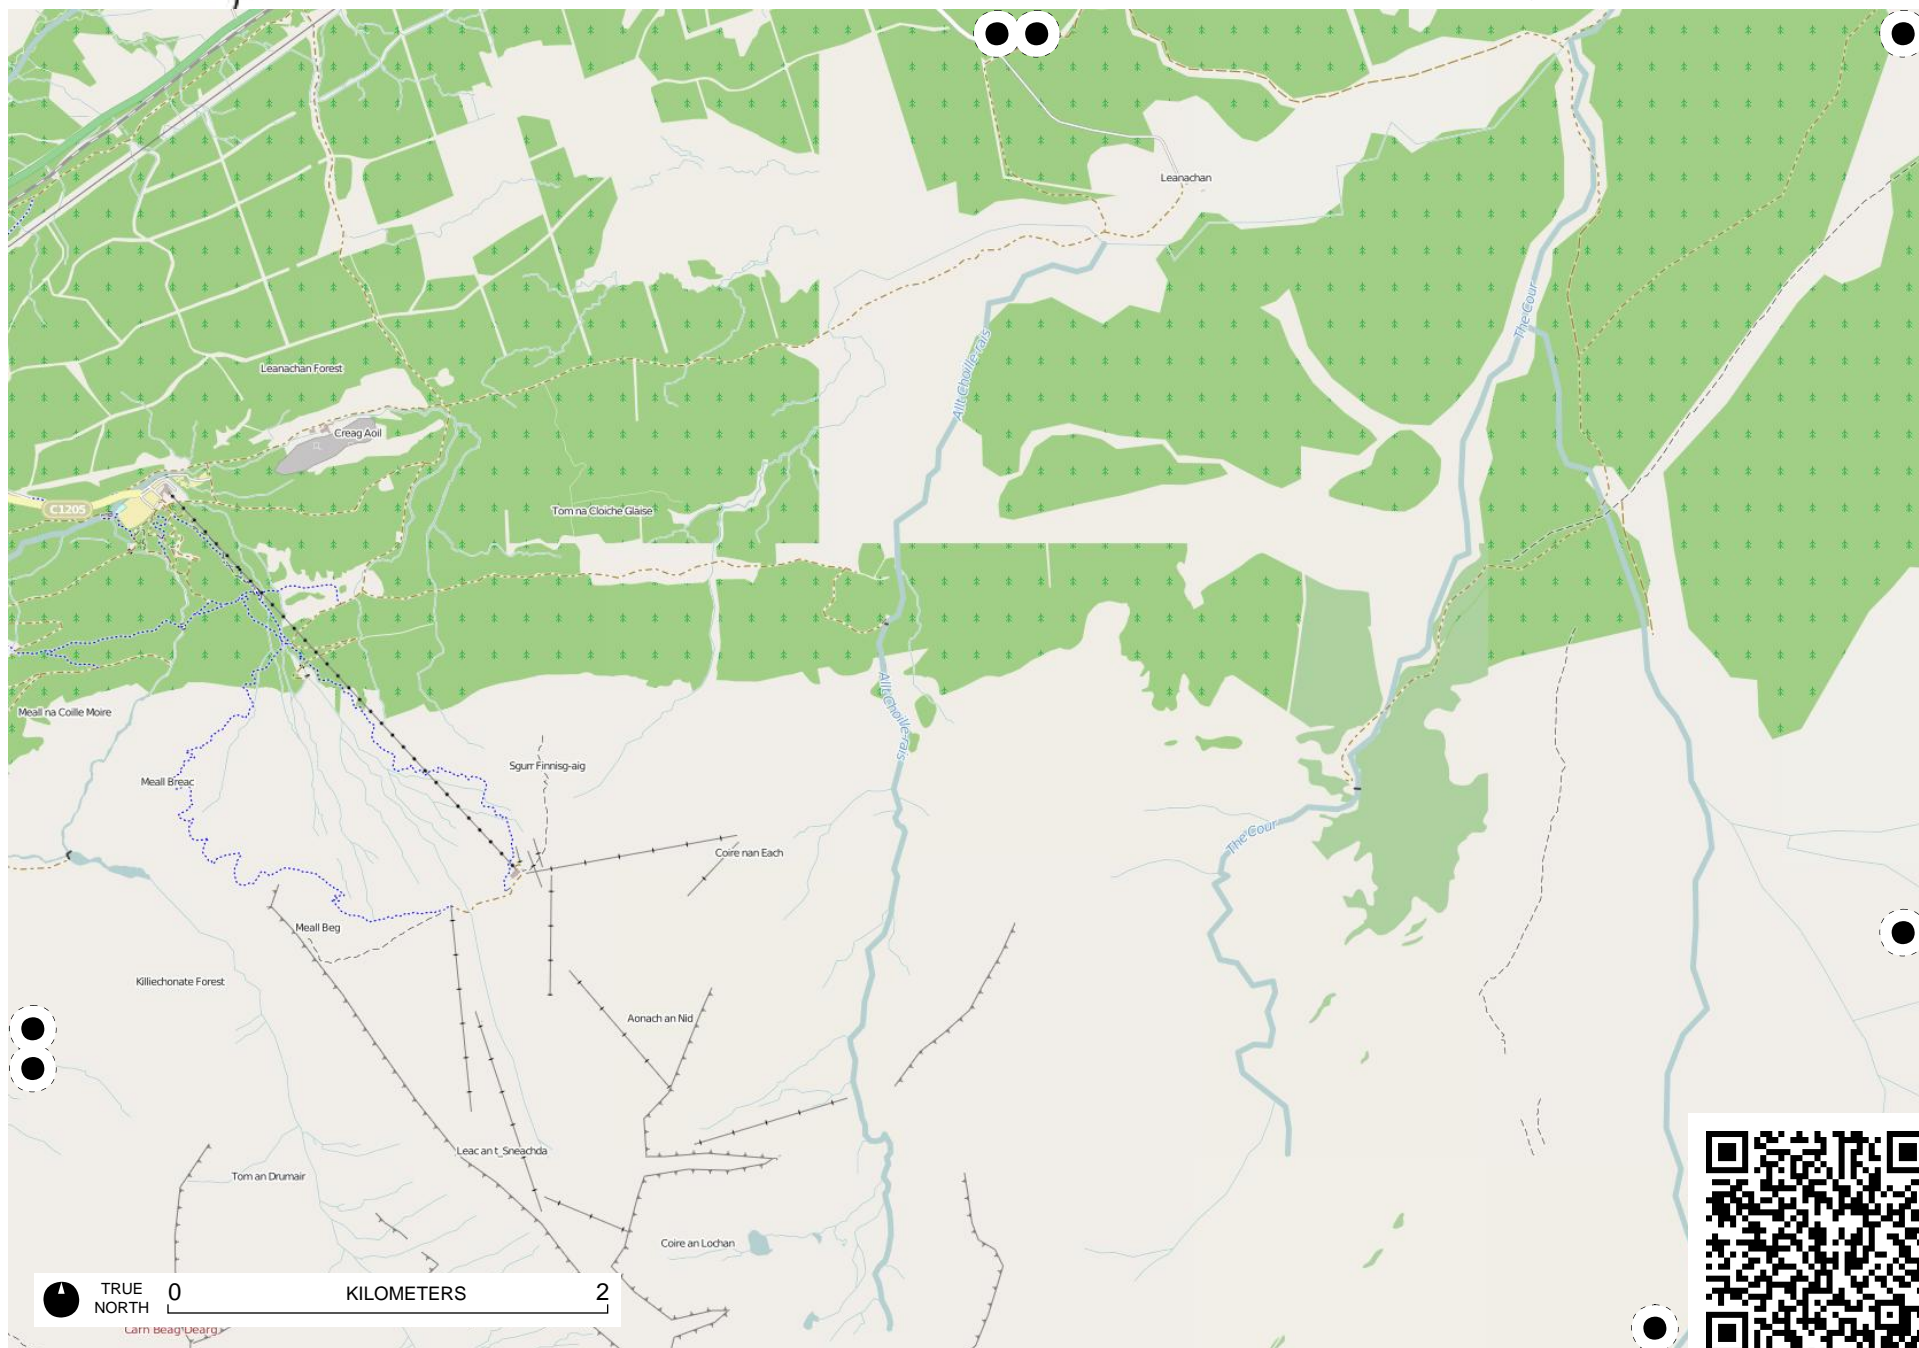 Leanachan
The Cour
Allt Choille-rais
Leanachan Forest
Creag Aoil
C1205
Tom na Cloiche Glaise
Meall na Coille Moire
Allt Choille-rais
Sgurr Finnisg-aig
Meall Breac
The Cour
Coire nan Each
Meall Beg
Killiechonate Forest
Aonach an Nid
Leac an t_Sneachda
Tom an Drumair
Coire an Lochan
TRUE
NORTH
0 KILOMETERS 2
Carn Beag Dearg